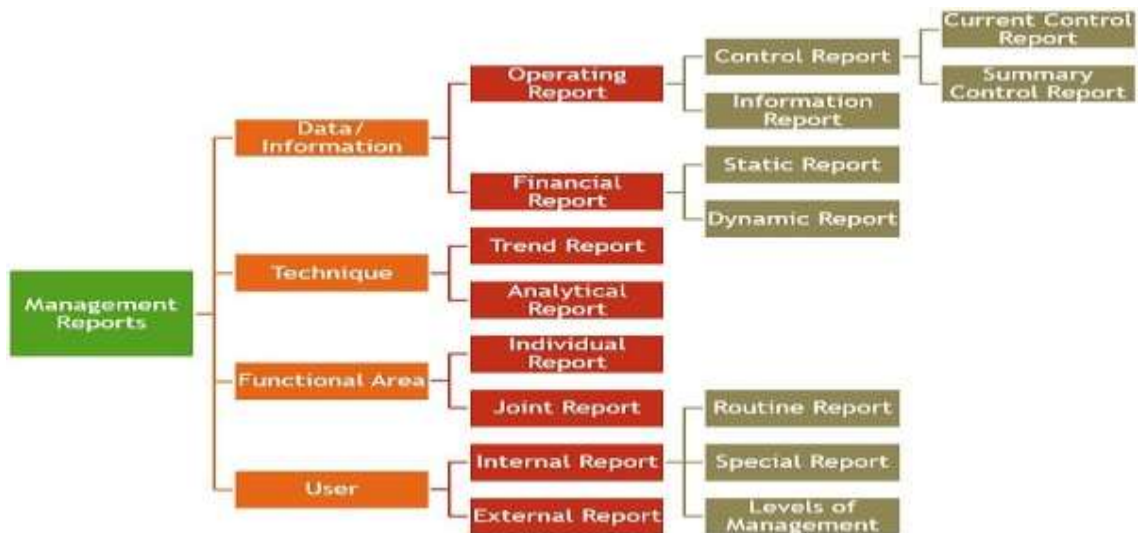 Management
Reports
Data/
Information
Operating
Report
Control Report
Current Control
Report
Summary
Control Report
Information
Report
Financial
Report
Static Report
Dynamic Report
Technique
Trend Report
Analytical
Report
Functional Area
Individual
Report
Joint Report
User
Internal Report
Routine Report
Special Report
Levels of
Management
External Report